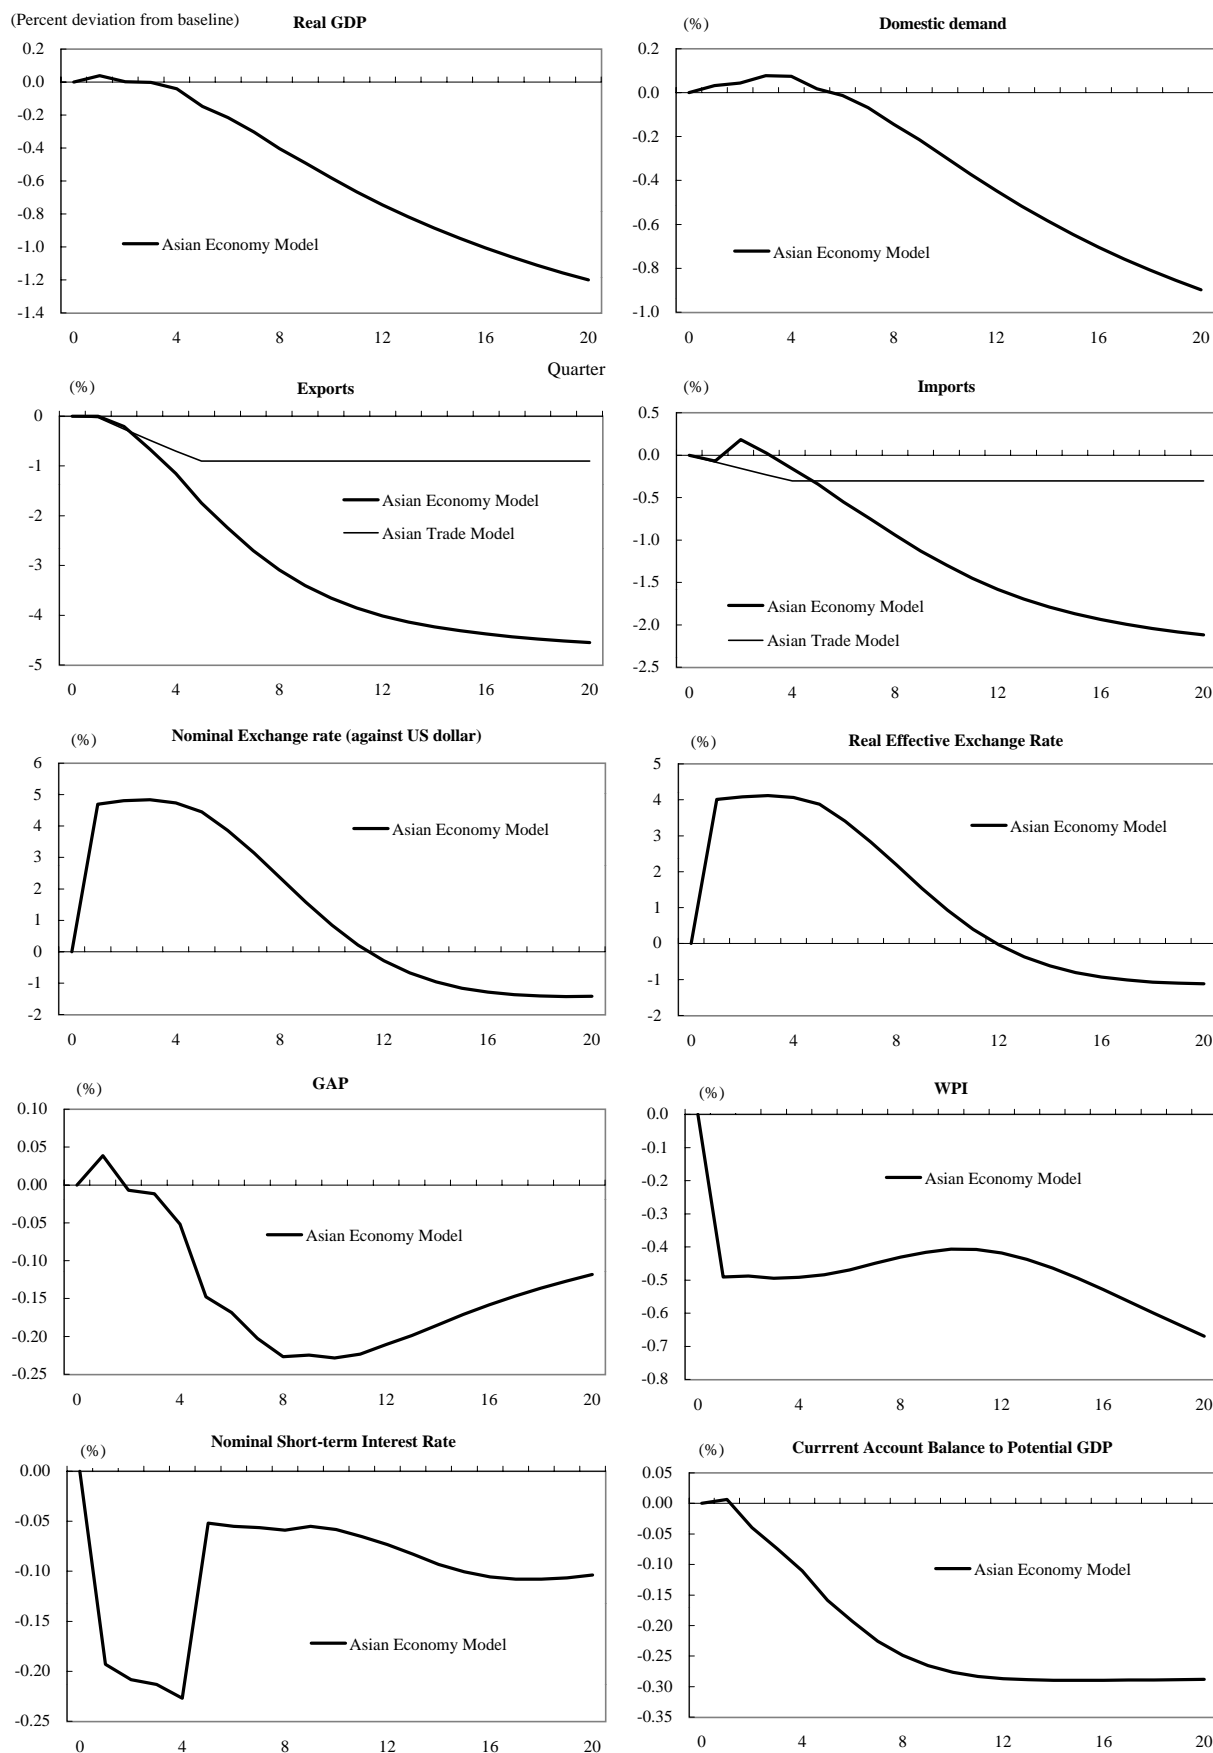 (Percent deviation from baseline)
Real GDP
0.2
0.0
-0.2
-0.4
-0.6
-0.8
-1.0
-1.2
-1.4
Asian Economy Model
0 4 8 12 16 20
Quarter
(%)
Domestic demand
0.2
0.0
-0.2
-0.4
-0.6
-0.8
-1.0
Asian Economy Model
0 4 8 12 16 20
(%)
Exports
0
-1
-2
-3
-4
-5
Asian Economy Model
Asian Trade Model
0 4 8 12 16 20
(%)
Imports
0.5
0.0
-0.5
-1.0
-1.5
-2.0
-2.5
Asian Economy Model
Asian Trade Model
0 4 8 12 16 20
(%)
Nominal Exchange rate (against US dollar)
6
5
4
3
2
1
0
-1
-2
Asian Economy Model
0 4 8 12 16 20
(%)
Real Effective Exchange Rate
5
4
3
2
1
0
-1
-2
Asian Economy Model
0 4 8 12 16 20
(%)
GAP
0.10
0.05
0.00
-0.05
-0.10
-0.15
-0.20
-0.25
Asian Economy Model
0 4 8 12 16 20
(%)
WPI
0.0
-0.1
-0.2
-0.3
-0.4
-0.5
-0.6
-0.7
-0.8
Asian Economy Model
0 4 8 12 16 20
(%)
Nominal Short-term Interest Rate
0.00
-0.05
-0.10
-0.15
-0.20
-0.25
Asian Economy Model
0 4 8 12 16 20
(%)
Currrent Account Balance to Potential GDP
0.05
0.00
-0.05
-0.10
-0.15
-0.20
-0.25
-0.30
-0.35
Asian Economy Model
0 4 8 12 16 20